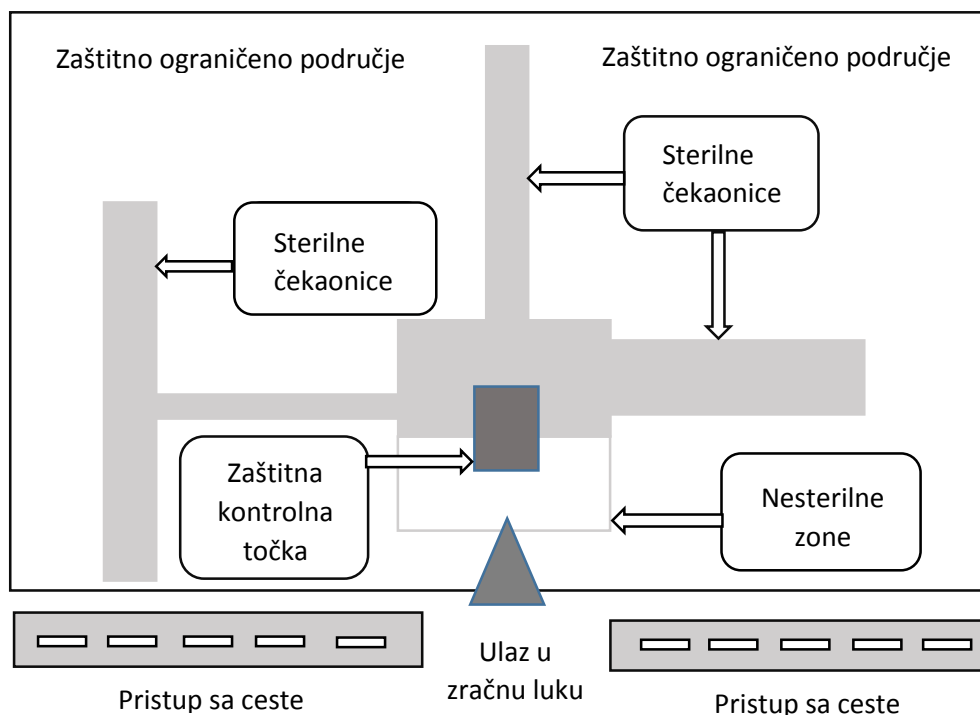 Zaštitno ograničeno područje
Zaštitno ograničeno područje
Sterilne
čekaonice
Sterilne
čekaonice
Zaštitna
kontrolna
točka
Nesterilne
zone
Ulaz u
zračnu luku
Pristup sa ceste
Pristup sa ceste